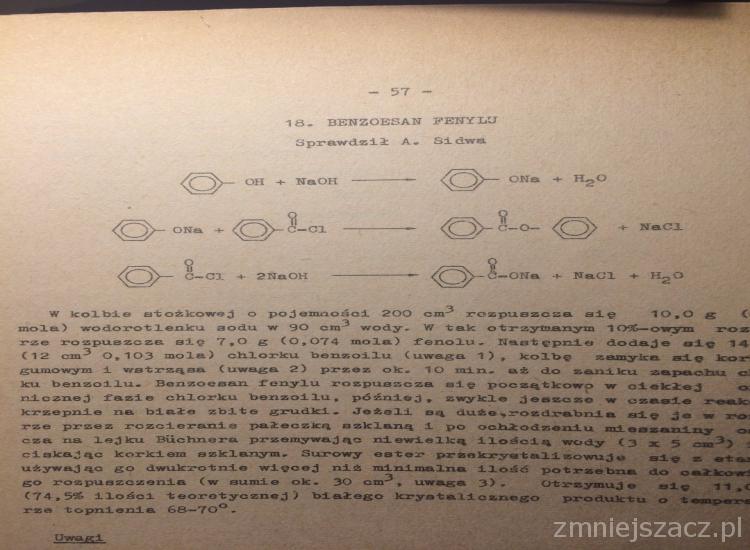 - 57 -
18. BENZOESAN FENYLU
Sprawdził A. Sidwa
OH + NaOH ONa + H2O
ONa + O C-Cl O C-O- + NaCl
O C-Cl + 2NaOH O C-ONa + NaCl + H2O
W kolbie stożkowej o pojemności 200 cm3 rozpuszcza się 10,0 g (
mola) wodorotlenku sodu w 90 cm3 wody. W tak otrzymanym 10%-owym roz
rze rozpuszcza się 7,0 g (0,074 mola) fenolu. Następnie dodaje się 14
(12 cm3 0,103 mola) chlorku benzoilu (uwaga 1), kolbę zamyka się kor
gumowym i wstrząsa (uwaga 2) przez ok. 10 min. aż do zaniku zapachu c
ku benzoilu. Benzoesan fenylu rozpuszcza się początkowo w ciekłej o
nicznej fazie chlorku benzoilu, później, zwykle jeszcze w czasie reak
krzepnie na białe zbite grudki. Jeżeli są duże, rozdrabnia się je w ro
rze przez rozcieranie pałeczką szklaną i po ochłodzeniu mieszaniny o
cza na lejku Büchnera przemywając niewielką ilością wody (3 x 5 cm3)
ciskając korkiem szklanym. Surowy ester przekrystalizowuje się z eta
używając go dwukrotnie więcej niż minimalna ilość potrzebna do całkow
go rozpuszczenia (w sumie ok. 30 cm3, uwaga 3). Otrzymuje się 11,
(74,5% ilości teoretycznej) białego krystalicznego produktu o tempera
rze topnienia 68-70°.
Uwagi
zmniejszacz.pl